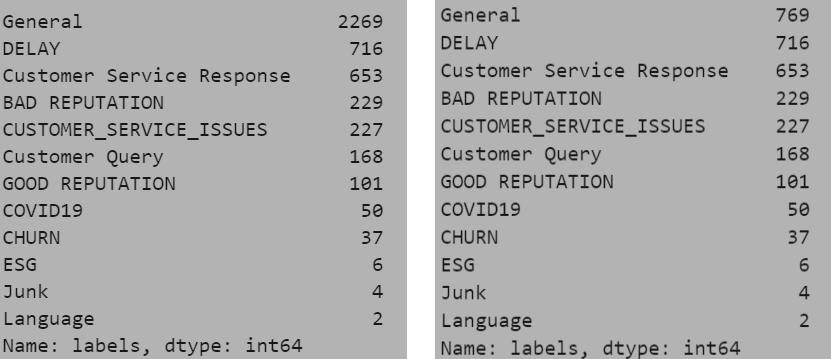 General 2269
DELAY 716
Customer Service Response 653
BAD REPUTATION 229
CUSTOMER_SERVICE_ISSUES 227
Customer Query 168
GOOD REPUTATION 101
COVID19 50
CHURN 37
ESG 6
Junk 4
Language 2
Name: labels, dtype: int64
General 769
DELAY 716
Customer Service Response 653
BAD REPUTATION 229
CUSTOMER_SERVICE_ISSUES 227
Customer Query 168
GOOD REPUTATION 101
COVID19 50
CHURN 37
ESG 6
Junk 4
Language 2
Name: labels, dtype: int64